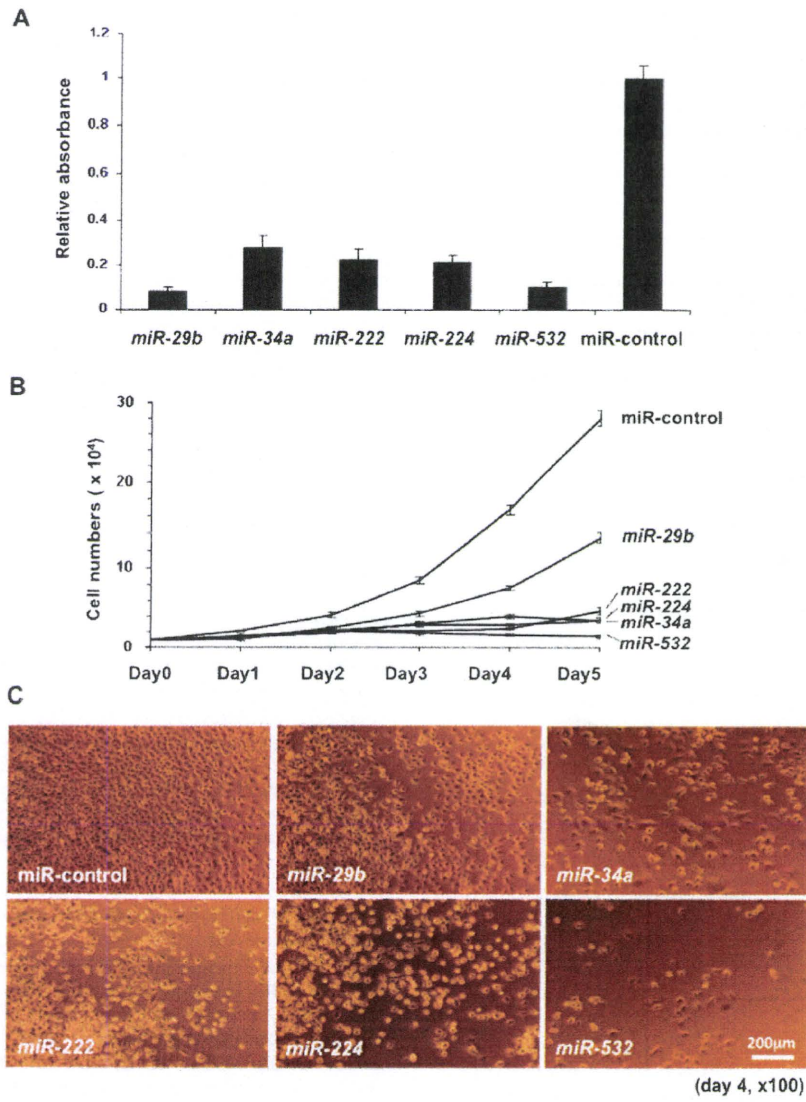 A
1.2
1
0.8
0.6
0.4
0.2
0
Relative absorbance
miR-29b miR-34a miR-222 miR-224 miR-532 miR-control
B
30
20
10
0
Cell numbers ( x 10⁴)
miR-control
miR-29b
miR-222
miR-224
miR-34a
miR-532
Day0 Day1 Day2 Day3 Day4 Day5
C
miR-control
miR-29b
miR-34a
miR-222
miR-224
miR-532
200μm
(day 4, x100)